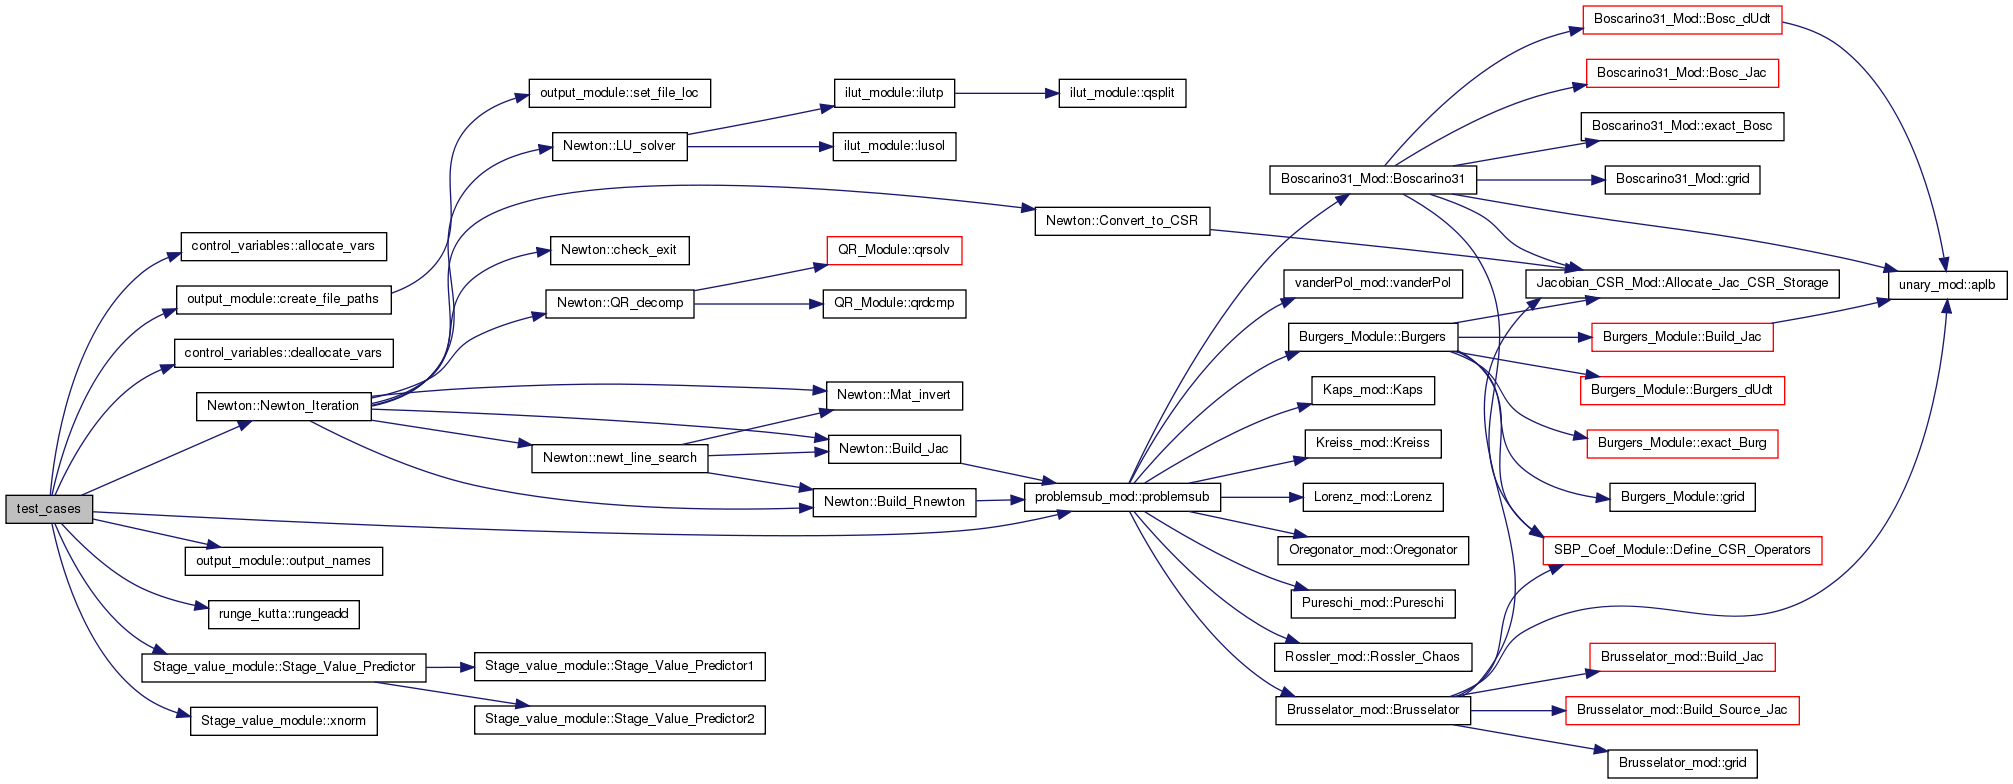 test_cases
control_variables::allocate_vars
output_module::create_file_paths
control_variables::deallocate_vars
Newton::Newton_Iteration
output_module::output_names
runge_kutta::rungeadd
Stage_value_module::Stage_Value_Predictor
Stage_value_module::xnorm
output_module::set_file_loc
Newton::LU_solver
Newton::check_exit
Newton::QR_decomp
Newton::newt_line_search
Stage_value_module::Stage_Value_Predictor1
Stage_value_module::Stage_Value_Predictor2
ilut_module::ilutp
ilut_module::lusol
QR_Module::qrsolv
QR_Module::qrdcmp
Newton::Mat_invert
Newton::Build_Jac
Newton::Build_Rnewton
ilut_module::qsplit
Newton::Convert_to_CSR
problemsub_mod::problemsub
Boscarino31_Mod::Boscarino31
vanderPol_mod::vanderPol
Burgers_Module::Burgers
Kaps_mod::Kaps
Kreiss_mod::Kreiss
Lorenz_mod::Lorenz
Oregonator_mod::Oregonator
Pureschi_mod::Pureschi
Rossler_mod::Rossler_Chaos
Brusselator_mod::Brusselator
Boscarino31_Mod::Bosc_dUdt
Boscarino31_Mod::Bosc_Jac
Boscarino31_Mod::exact_Bosc
Boscarino31_Mod::grid
Jacobian_CSR_Mod::Allocate_Jac_CSR_Storage
Burgers_Module::Build_Jac
Burgers_Module::Burgers_dUdt
Burgers_Module::exact_Burg
Burgers_Module::grid
SBP_Coef_Module::Define_CSR_Operators
Brusselator_mod::Build_Jac
Brusselator_mod::Build_Source_Jac
Brusselator_mod::grid
unary_mod::aplb